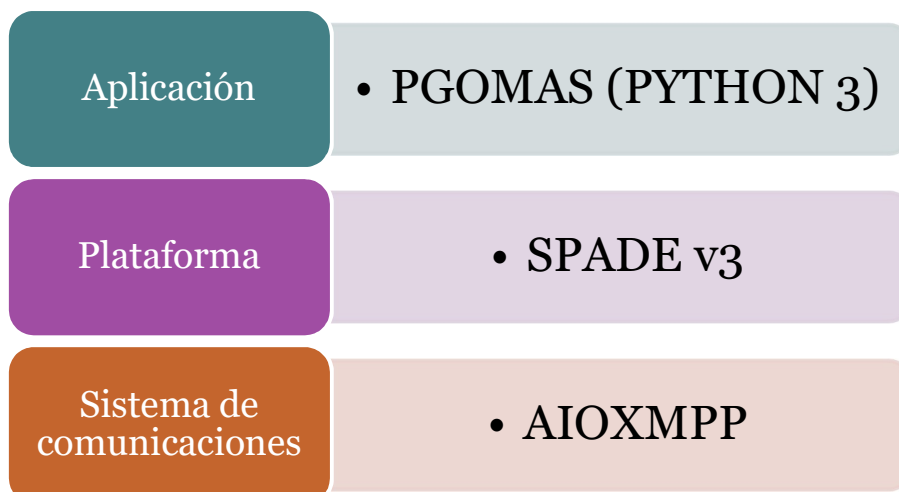 Aplicación
• PGOMAS (PYTHON 3)
Plataforma
• SPADE v3
Sistema de
comunicaciones
• AIOXMPP